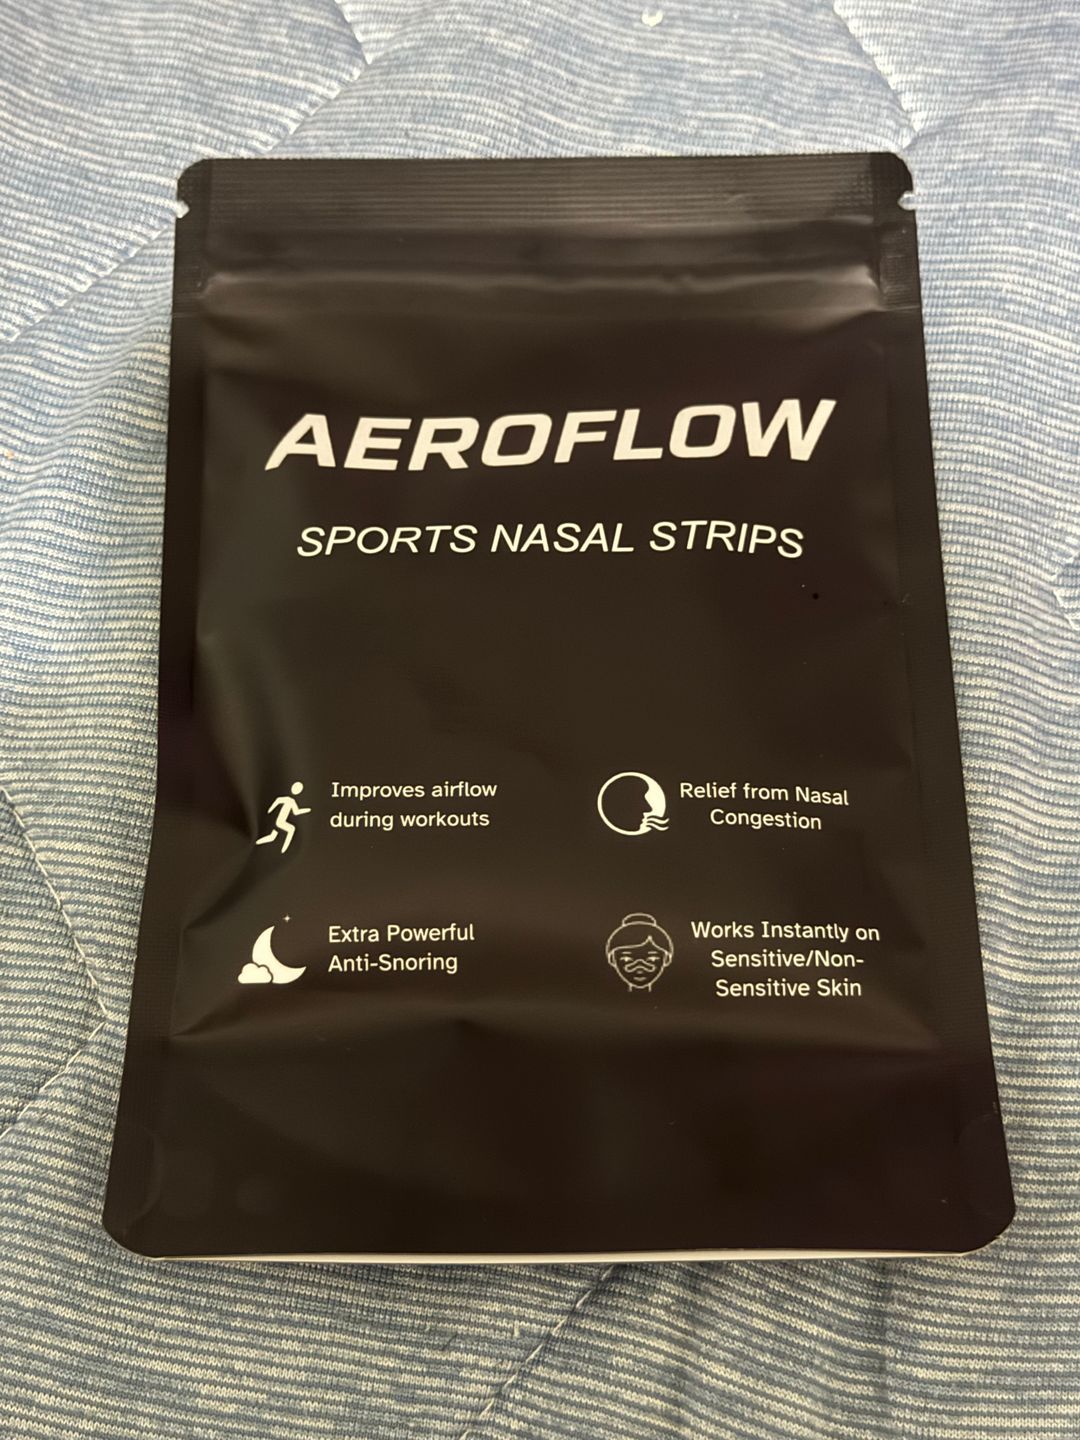 AEROFLOW
SPORTS NASAL STRIPS
Improves airflow
during workouts
Relief from Nasal
Congestion
Extra Powerful
Anti-Snoring
Works Instantly on
Sensitive/Non-
Sensitive Skin